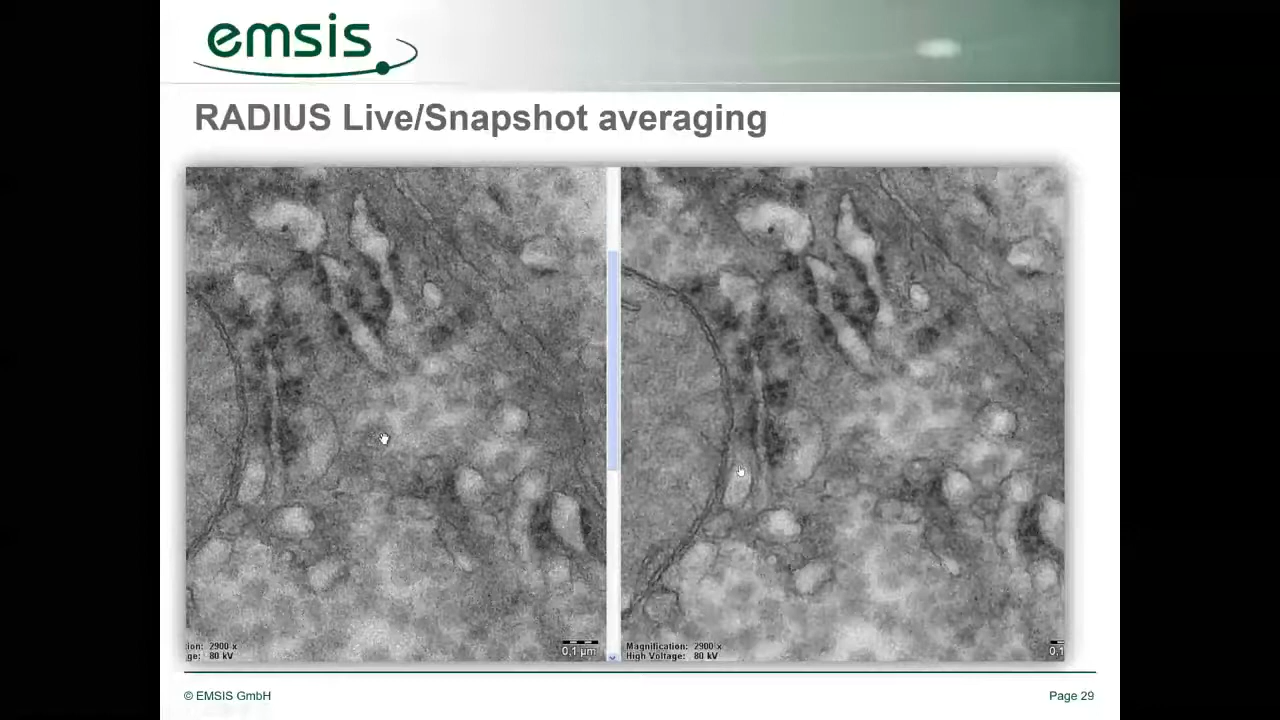 emsis
RADIUS Live/Snapshot averaging
ion: 2900 x
ge: 80 kV
0,1 µm
Magnification: 2900 x
High Voltage: 80 kV
0,1
© EMSIS GmbH
Page 29